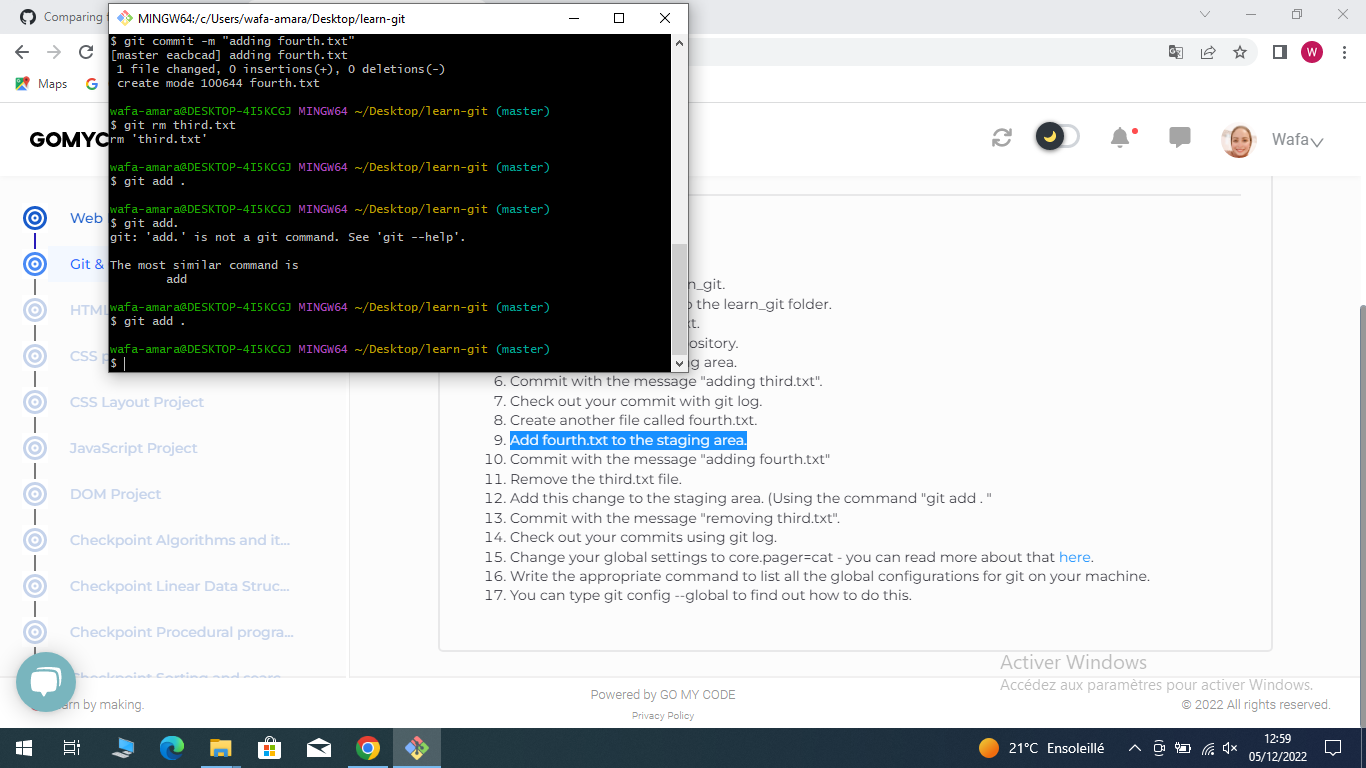 Comparing f
MINGW64:/c/Users/wafa-amara/Desktop/learn-git
$ git commit -m "adding fourth.txt"
[master eacbcad] adding fourth.txt
1 file changed, 0 insertions(+), 0 deletions(-)
create mode 100644 fourth.txt
wafa-amara@DESKTOP-4I5KCGJ MINGW64 ~/Desktop/learn-git (master)
$ git rm third.txt
rm 'third.txt'
wafa-amara@DESKTOP-4I5KCGJ MINGW64 ~/Desktop/learn-git (master)
$ git add .
wafa-amara@DESKTOP-4I5KCGJ MINGW64 ~/Desktop/learn-git (master)
$ git add.
git: 'add.' is not a git command. See 'git --help'.
The most similar command is
add
wafa-amara@DESKTOP-4I5KCGJ MINGW64 ~/Desktop/learn-git (master)
$ git add .
wafa-amara@DESKTOP-4I5KCGJ MINGW64 ~/Desktop/learn-git (master)
$
W
Maps
GOMYC
Wafa
Web
Git &
HTML
CSS p
CSS Layout Project
JavaScript Project
DOM Project
Checkpoint Algorithms and it...
Checkpoint Linear Data Struc...
Checkpoint Procedural progra...
Checkpoint Sorting and searc
n_git.
o the learn_git folder.
xt.
ository.
ng area.
6. Commit with the message "adding third.txt".
7. Check out your commit with git log.
8. Create another file called fourth.txt.
9. Add fourth.txt to the staging area.
10. Commit with the message "adding fourth.txt"
11. Remove the third.txt file.
12. Add this change to the staging area. (Using the command "git add . "
13. Commit with the message "removing third.txt".
14. Check out your commits using git log.
15. Change your global settings to core.pager=cat - you can read more about that here.
16. Write the appropriate command to list all the global configurations for git on your machine.
17. You can type git config --global to find out how to do this.
Activer Windows
Accédez aux paramètres pour activer Windows.
arn by making.
Powered by GO MY CODE
Privacy Policy
© 2022 All rights reserved.
21°C Ensoleillé
12:59
05/12/2022